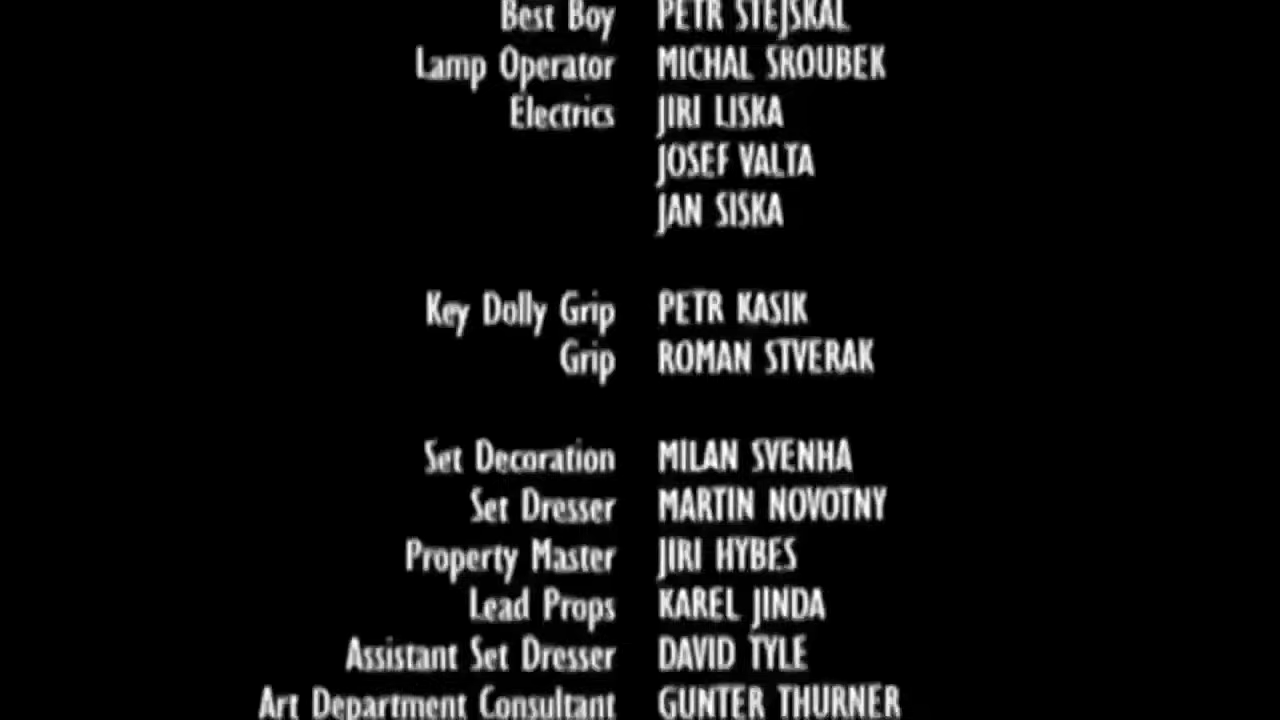 Best Boy PETR STEJSKAL
Lamp Operator MICHAL SROUBEK
Electrics JIRI LISKA
JOSEF VALTA
JAN SISKA
Key Dolly Grip PETR KASIK
Grip ROMAN STVERAK
Set Decoration MILAN SVENHA
Set Dresser MARTIN NOVOTNY
Property Master JIRI HYBES
Lead Props KAREL JINDA
Assistant Set Dresser DAVID TYLE
Art Department Consultant GUNTER THURNER